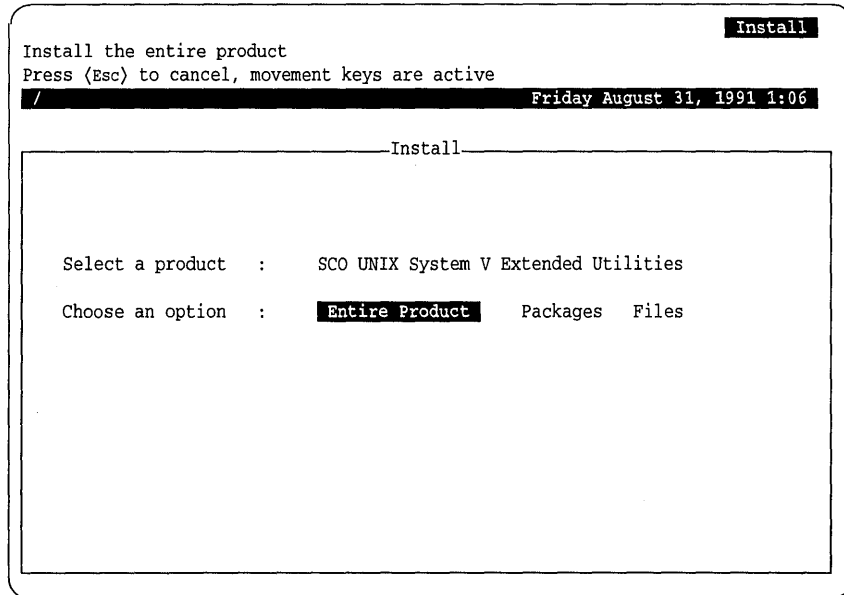 Install
Install the entire product
Press ⟨Esc⟩ to cancel, movement keys are active
/ Friday August 31, 1991 1:06
Install
Select a product : SCO UNIX System V Extended Utilities
Choose an option : Entire Product Packages Files